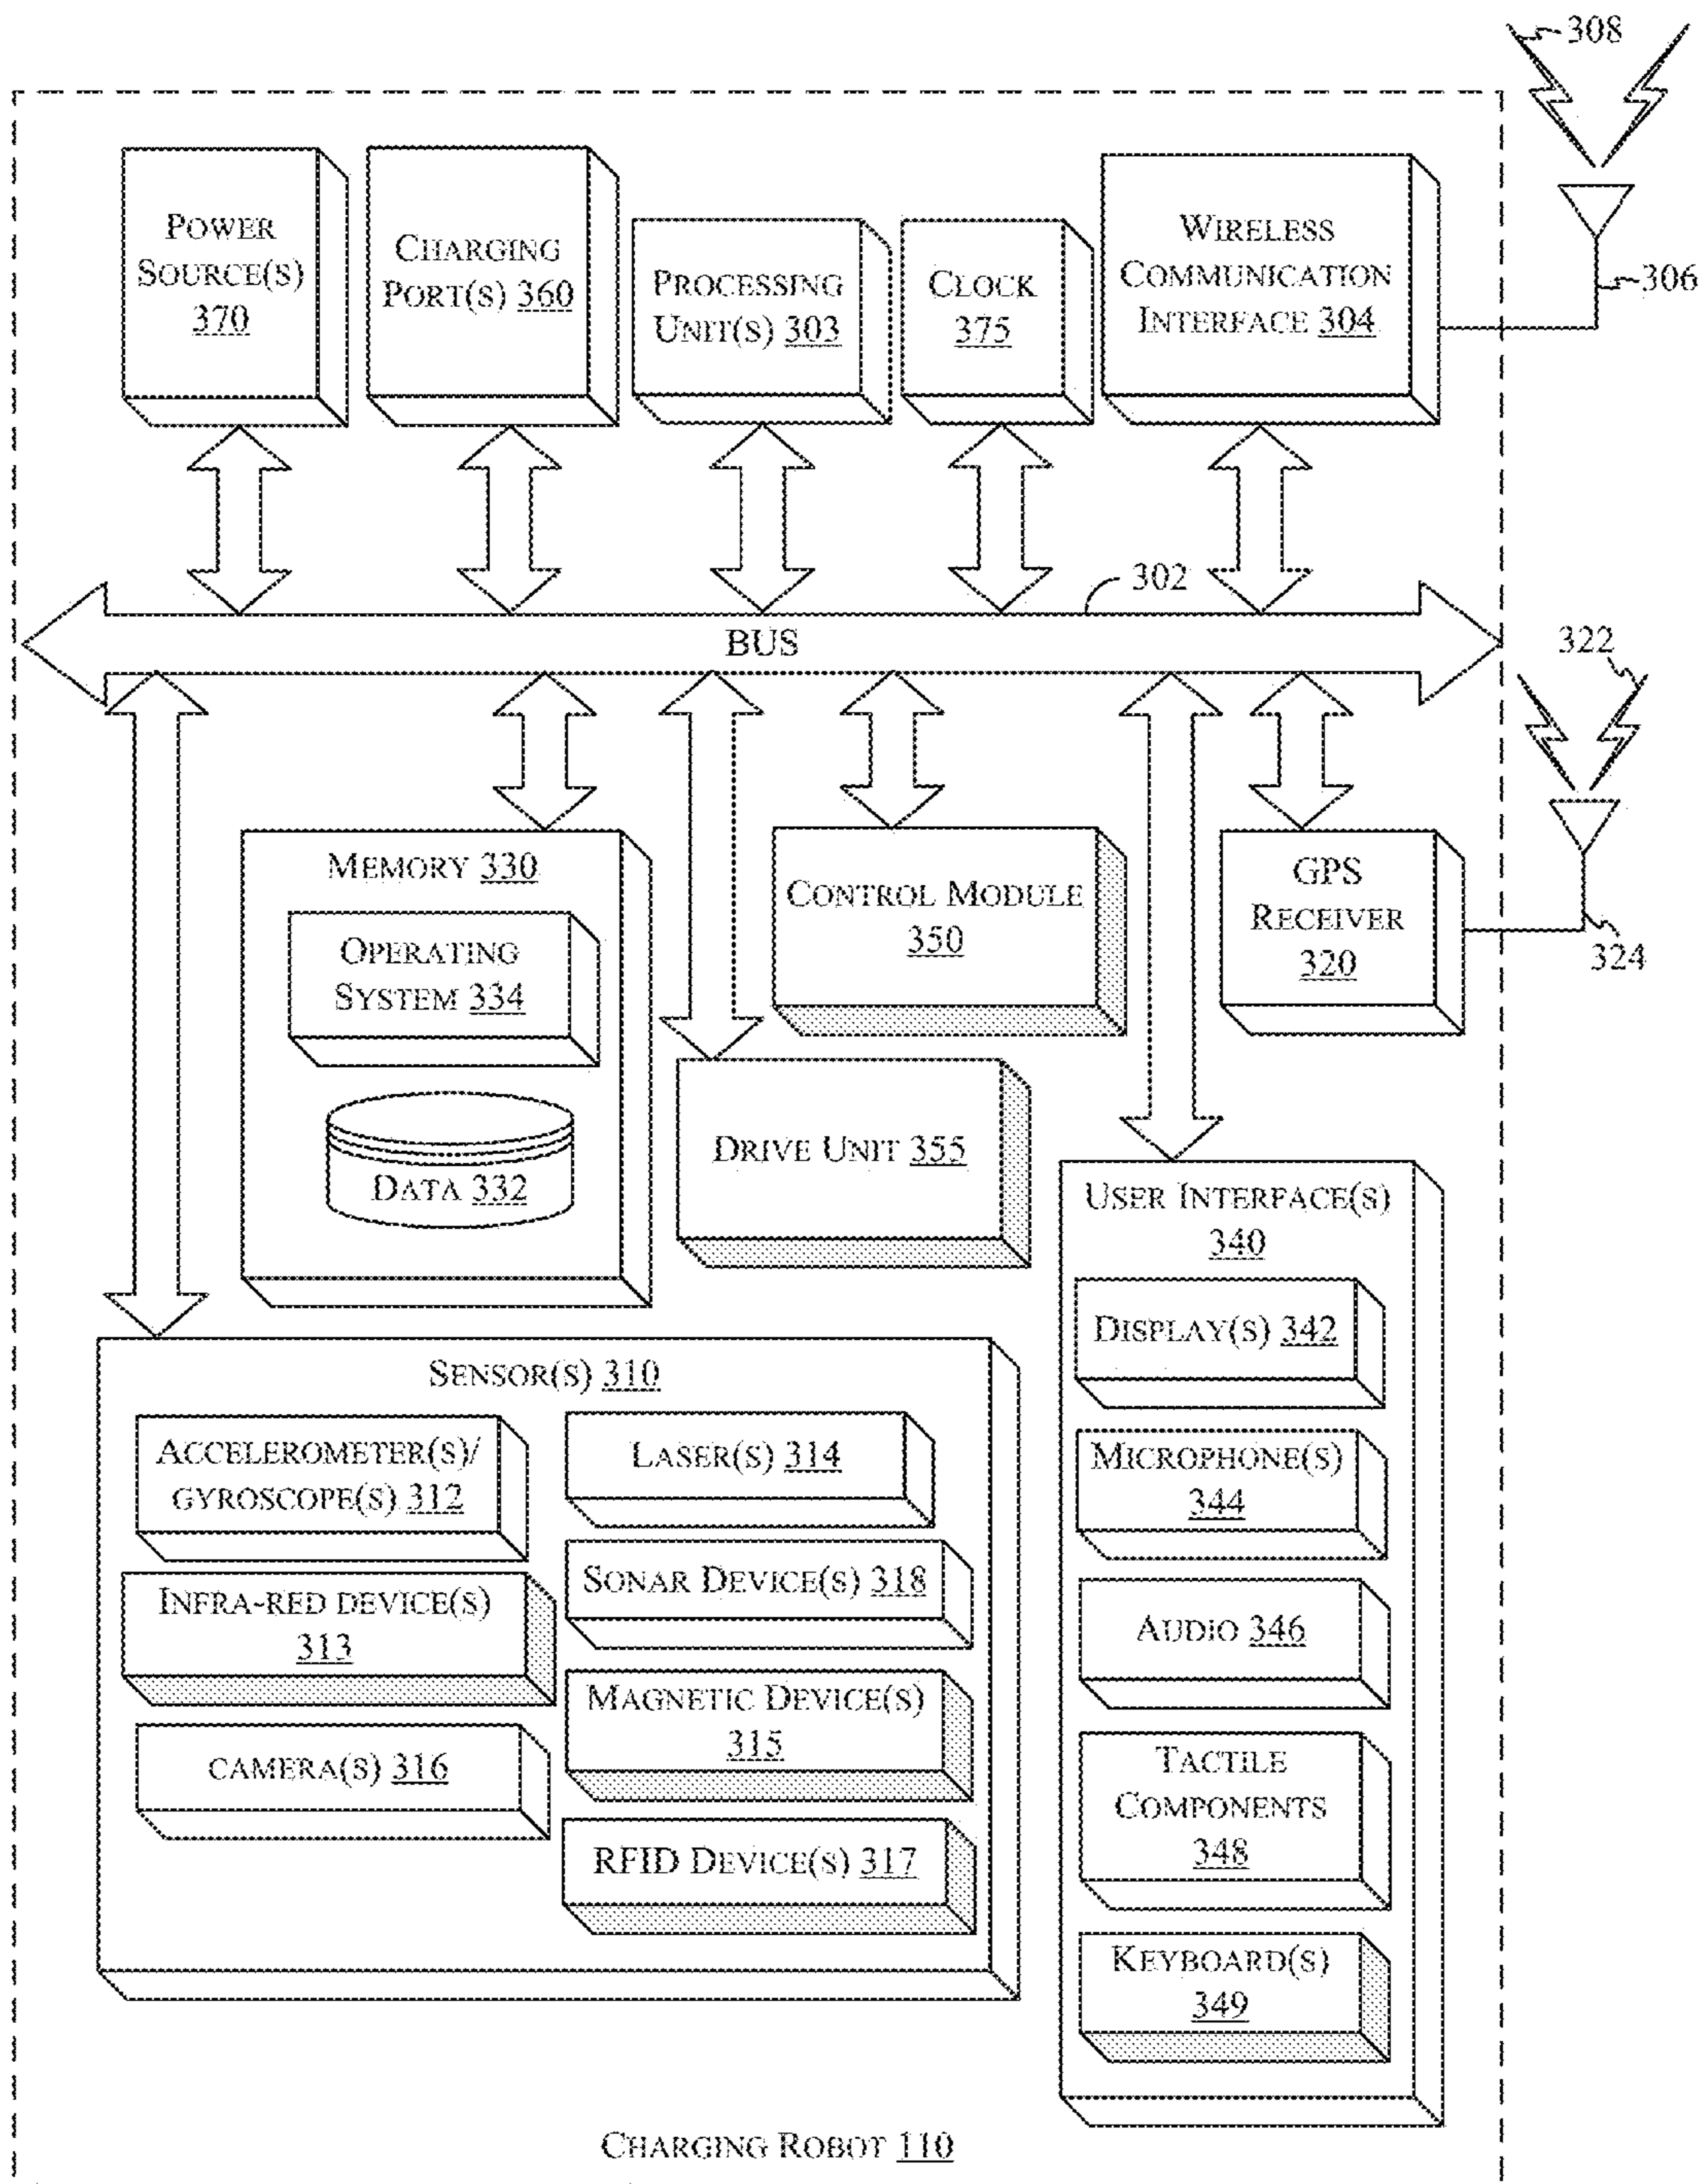 308
POWER
SOURCE(S)
370
CHARGING
PORT(S) 360
PROCESSING
UNIT(S) 303
CLOCK
375
WIRELESS
COMMUNICATION
INTERFACE 304
306
302
BUS
322
MEMORY 330
OPERATING
SYSTEM 334
DATA 332
CONTROL MODULE
350
GPS
RECEIVER
320
324
DRIVE UNIT 355
USER INTERFACE(S)
340
DISPLAY(S) 342
MICROPHONE(S)
344
AUDIO 346
TACTILE
COMPONENTS
348
KEYBOARD(S)
349
SENSOR(S) 310
ACCELEROMETER(S)/
GYROSCOPE(S) 312
LASER(S) 314
INFRA-RED DEVICE(S)
313
SONAR DEVICE(S) 318
CAMERA(S) 316
MAGNETIC DEVICE(S)
315
RFID DEVICE(S) 317
CHARGING ROBOT 110